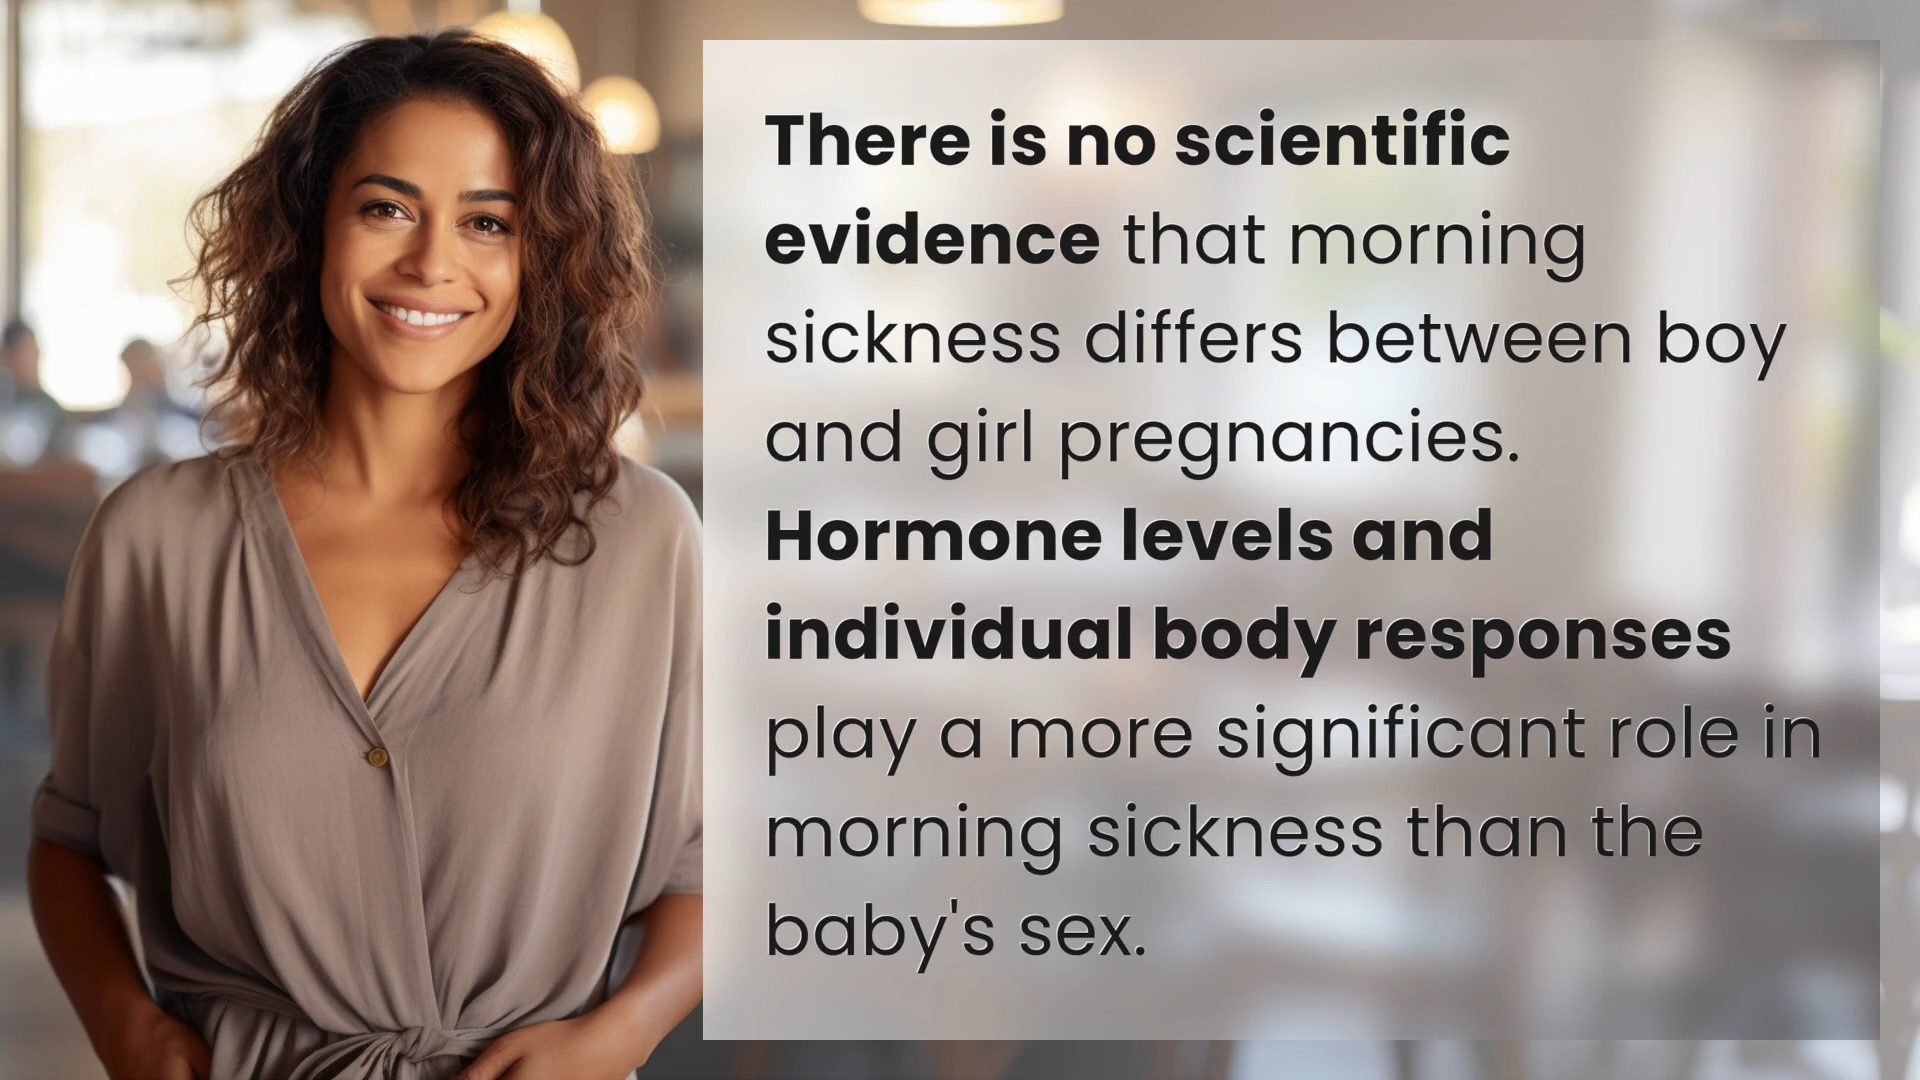 There is no scientific
evidence that morning
sickness differs between boy
and girl pregnancies.
Hormone levels and
individual body responses
play a more significant role in
morning sickness than the
baby's sex.